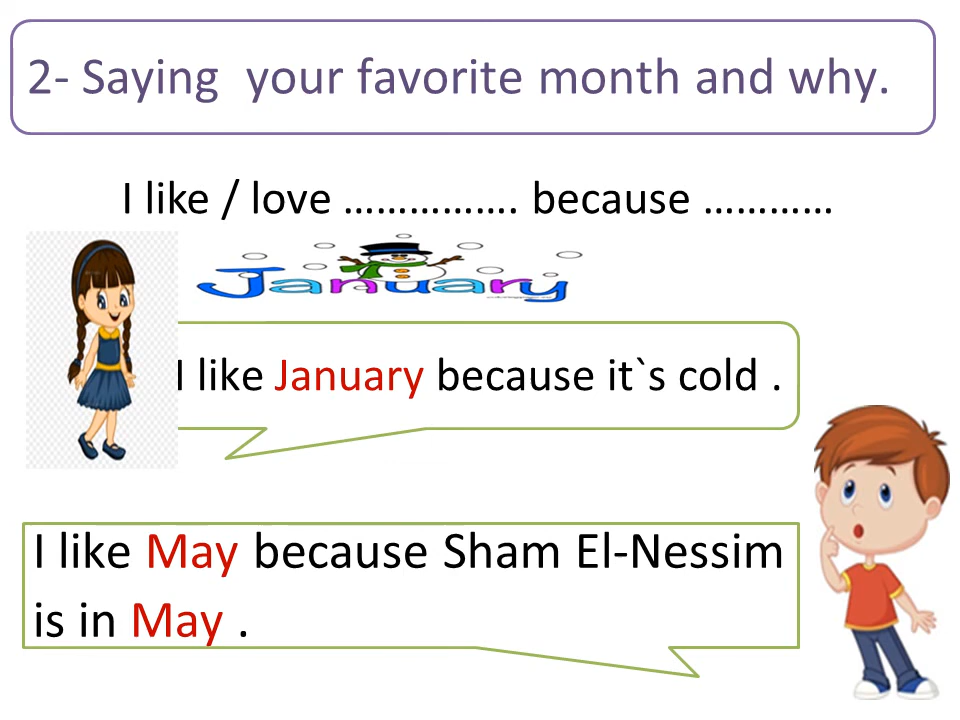 2- Saying  your favorite month and why.
I like / love ……………. because …………
January
I like January because it`s cold .
I like May because Sham El-Nessim
is in May .